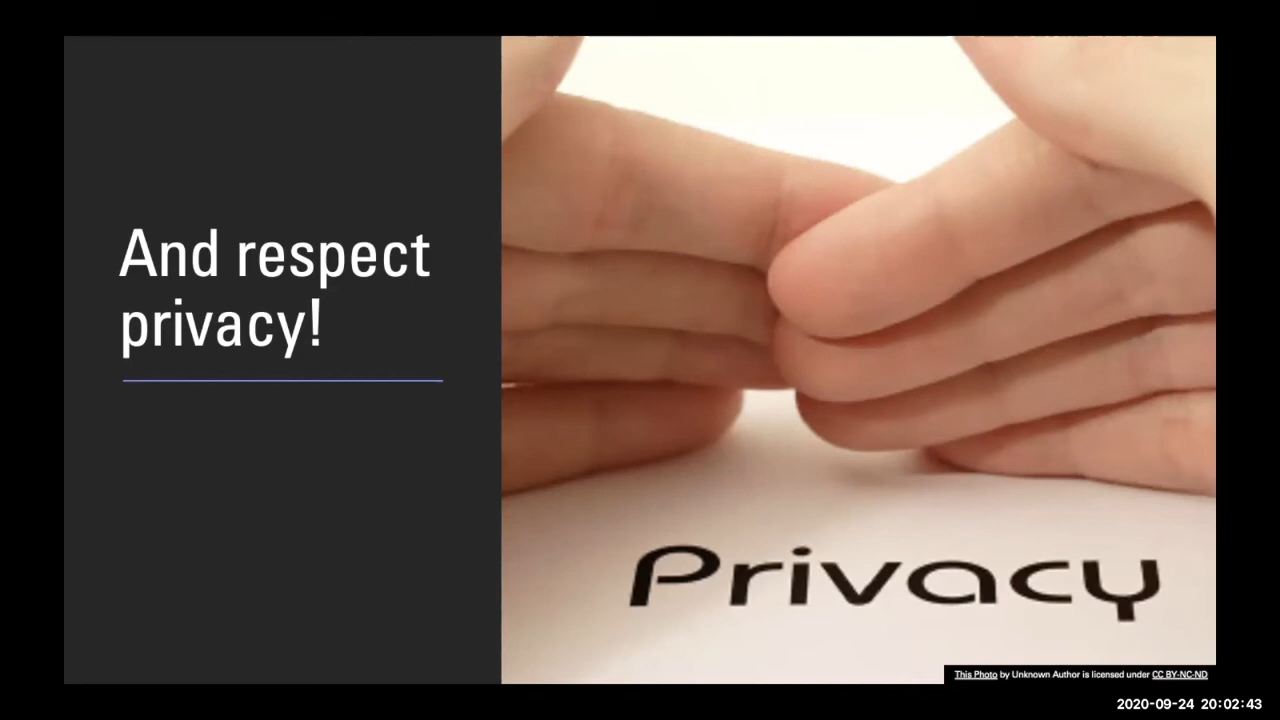 And respect
privacy!
Privacy
This Photo by Unknown Author is licensed under CC BY-NC-ND
2020-09-24 20:02:43